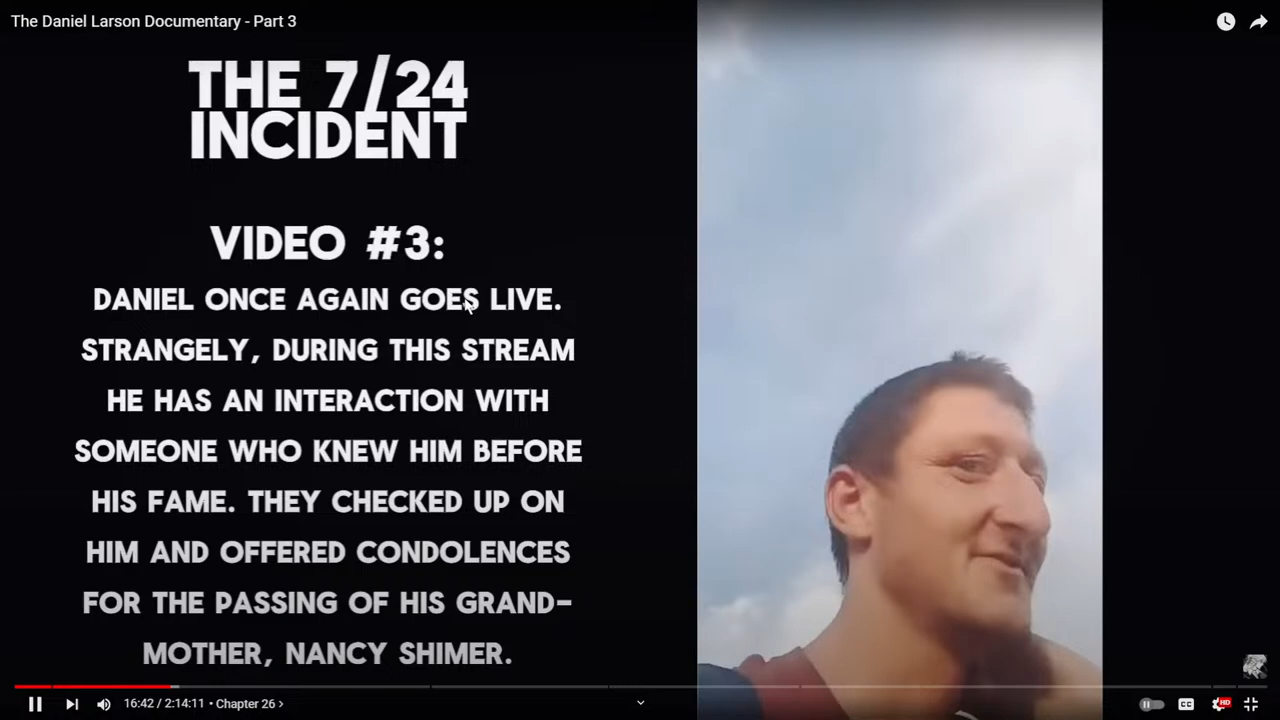 The Daniel Larson Documentary - Part 3
THE 7/24
INCIDENT
VIDEO #3:
DANIEL ONCE AGAIN GOES LIVE.
STRANGELY, DURING THIS STREAM
HE HAS AN INTERACTION WITH
SOMEONE WHO KNEW HIM BEFORE
HIS FAME. THEY CHECKED UP ON
HIM AND OFFERED CONDOLENCES
FOR THE PASSING OF HIS GRAND-
MOTHER, NANCY SHIMER.
16:42 / 2:14:11 • Chapter 26 ›
CC
HD